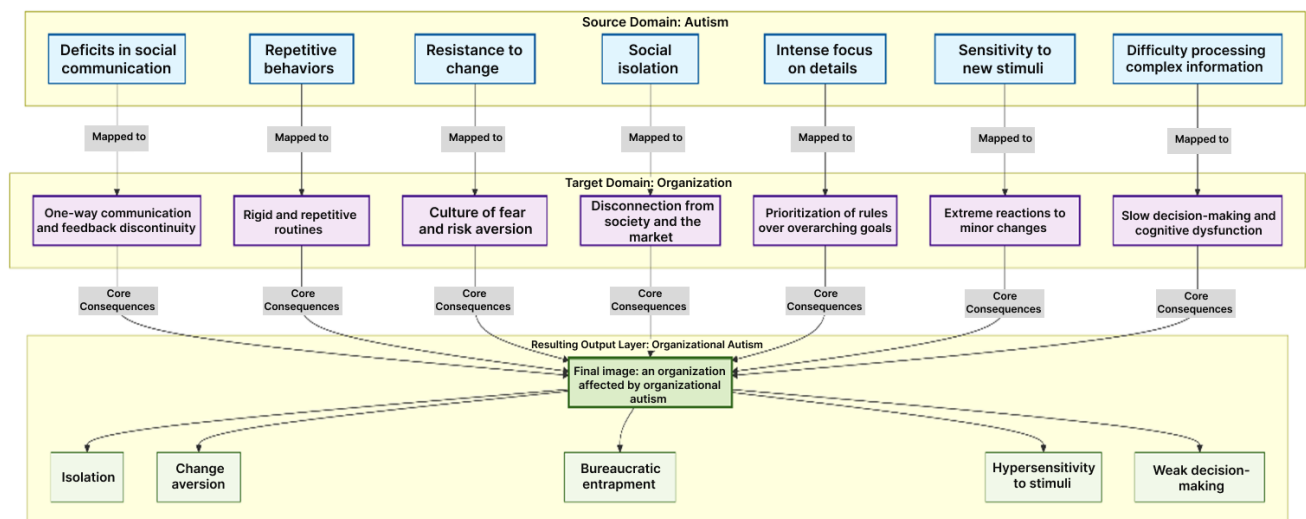 Source Domain: Autism
Deficits in social
communication
Repetitive
behaviors
Resistance to
change
Social
isolation
Intense focus
on details
Sensitivity to
new stimuli
Difficulty processing
complex information
Mapped to
Mapped to
Mapped to
Mapped to
Mapped to
Mapped to
Mapped to
Target Domain: Organization
One-way communication
and feedback discontinuity
Rigid and repetitive
routines
Culture of fear
and risk aversion
Disconnection from
society and the
market
Prioritization of rules
over overarching goals
Extreme reactions to
minor changes
Slow decision-making and
cognitive dysfunction
Core
Consequences
Core
Consequences
Core
Consequences
Core
Consequences
Core
Consequences
Core
Consequences
Core
Consequences
Resulting Output Layer: Organizational Autism
Final image: an organization
affected by organizational
autism
Isolation
Change
aversion
Bureaucratic
entrapment
Hypersensitivity
to stimuli
Weak decision-
making